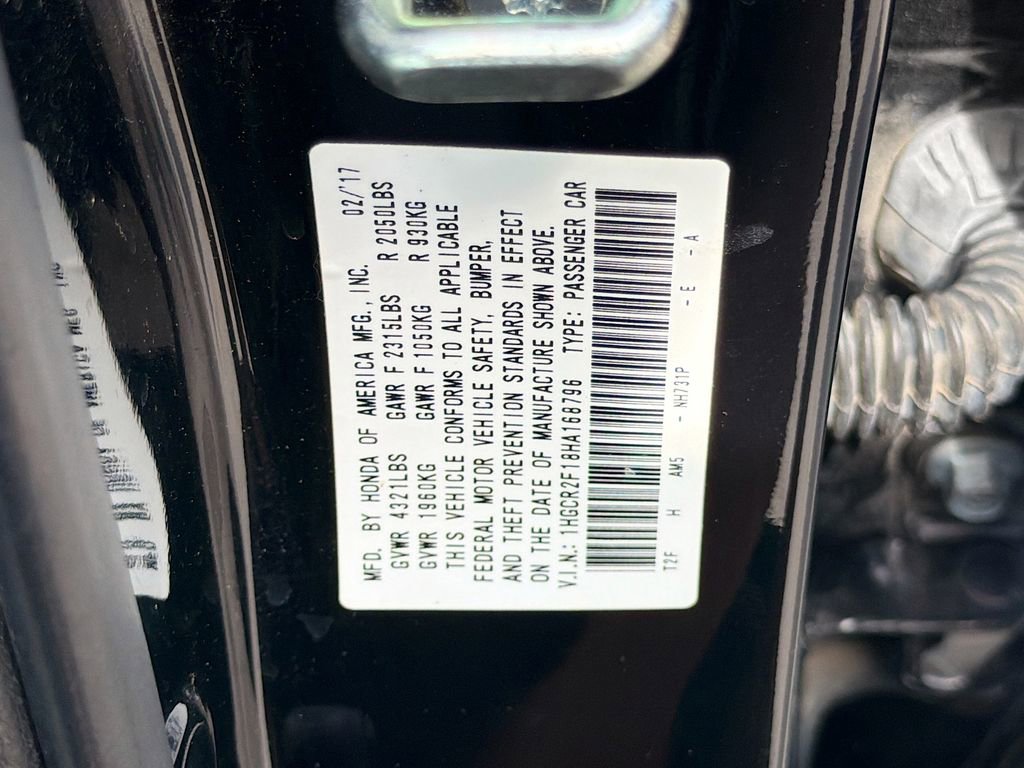 MFD. BY HONDA OF AMERICA MFG., INC. 02/'17
GVWR 4321LBS GAWR F 2315LBS R 2050LBS
GVWR 1960KG GAWR F 1050KG R 930KG
THIS VEHICLE CONFORMS TO ALL APPLICABLE
FEDERAL MOTOR VEHICLE SAFETY, BUMPER,
AND THEFT PREVENTION STANDARDS IN EFFECT
ON THE DATE OF MANUFACTURE SHOWN ABOVE.
V.I.N.: 1HGCR2F18HA168796 TYPE: PASSENGER CAR
T2F H AM5 -NH731P -E -A